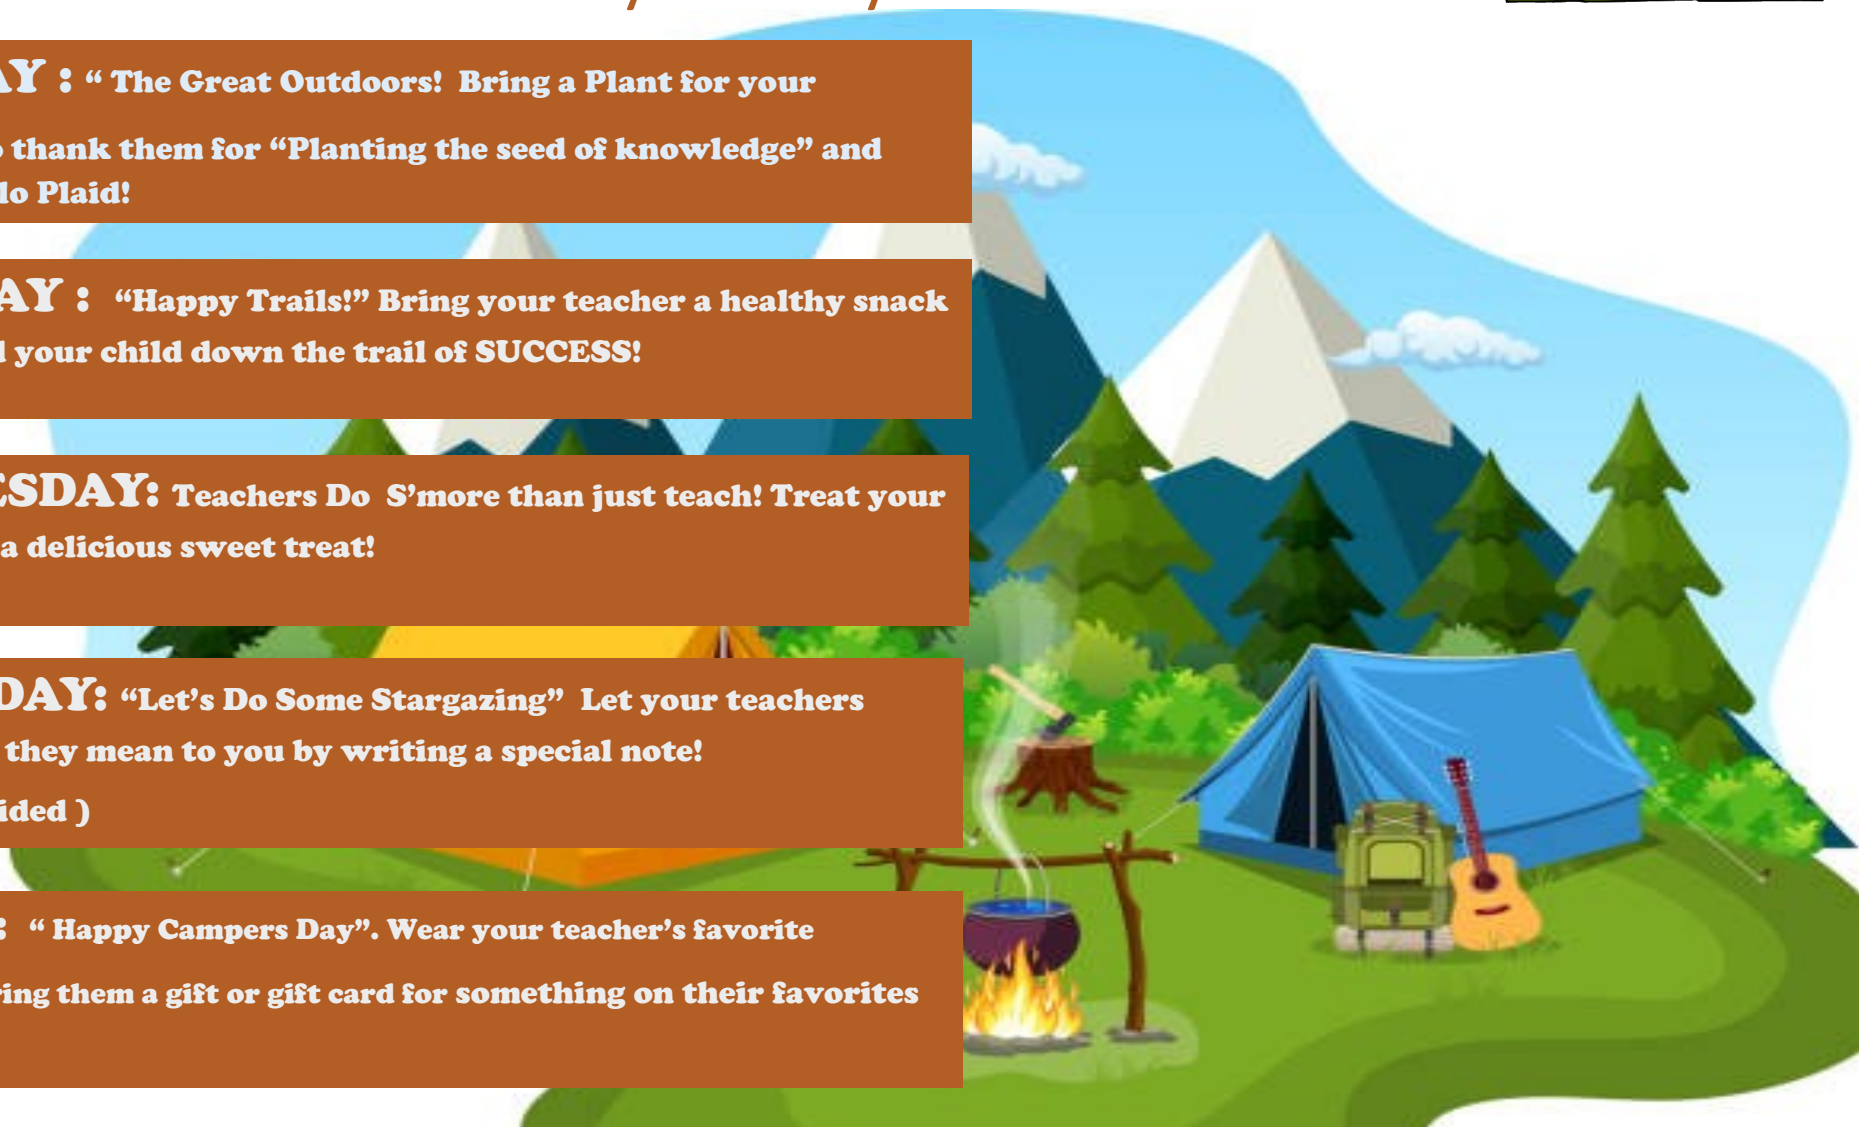 AY : “ The Great Outdoors! Bring a Plant for your
o thank them for “Planting the seed of knowledge” and
lo Plaid!
AY : “Happy Trails!” Bring your teacher a healthy snack
d your child down the trail of SUCCESS!
ESDAY: Teachers Do S’more than just teach! Treat your
a delicious sweet treat!
DAY: “Let’s Do Some Stargazing” Let your teachers
they mean to you by writing a special note!
ided )
: “ Happy Campers Day”. Wear your teacher’s favorite
ring them a gift or gift card for something on their favorites